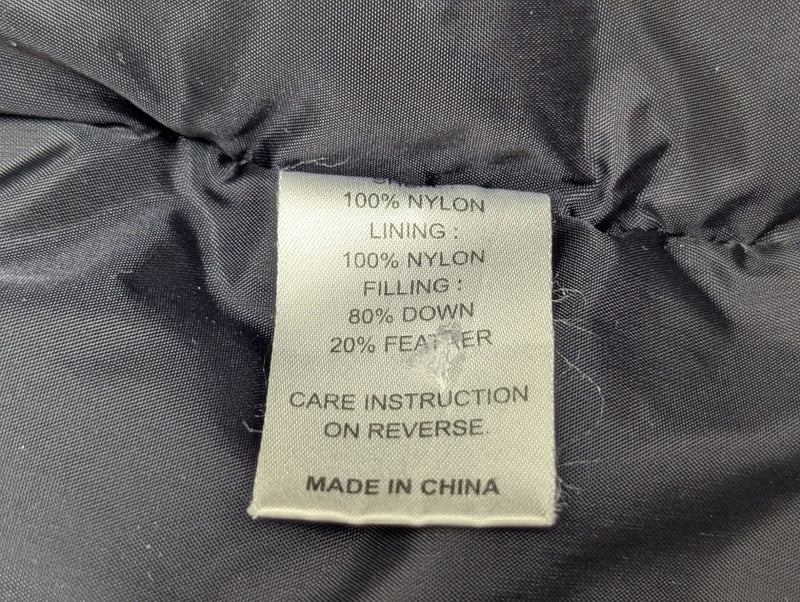 100% NYLON
LINING :
100% NYLON
FILLING :
80% DOWN
20% FEATHER
CARE INSTRUCTION
ON REVERSE.
MADE IN CHINA